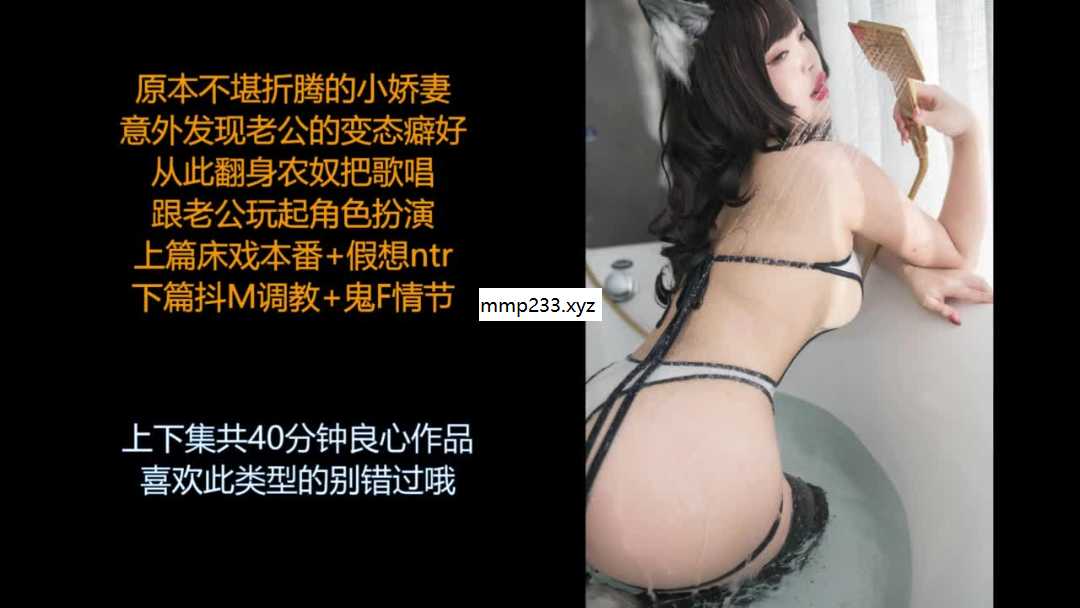 原本不堪折腾的小娇妻
意外发现老公的变态癖好
从此翻身农奴把歌唱
跟老公玩起角色扮演
上篇床戏本番+假想ntr
下篇抖M调教+鬼F情节
mmp233.xyz
上下集共40分钟良心作品
喜欢此类型的别错过哦